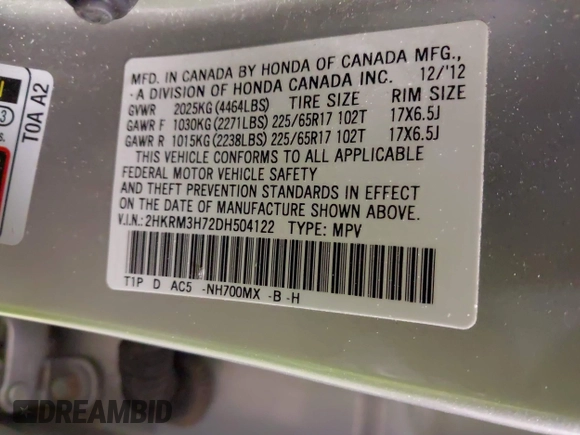 MFD. IN CANADA BY HONDA OF CANADA MFG.,
-A DIVISION OF HONDA CANADA INC. 12/'12
GVWR 2025KG (4464LBS) TIRE SIZE RIM SIZE
GAWR F 1030KG (2271LBS) 225/65R17 102T 17X6.5J
GAWR R 1015KG (2238LBS) 225/65R17 102T 17X6.5J
THIS VEHICLE CONFORMS TO ALL APPLICABLE
FEDERAL MOTOR VEHICLE SAFETY
AND THEFT PREVENTION STANDARDS IN EFFECT
ON THE DATE OF MANUFACTURE SHOWN ABOVE.
V.I.N.: 2HKRM3H72DH504122 TYPE: MPV
T1P D AC5 -NH700MX -B -H
T0A A2
3
DREAMBID